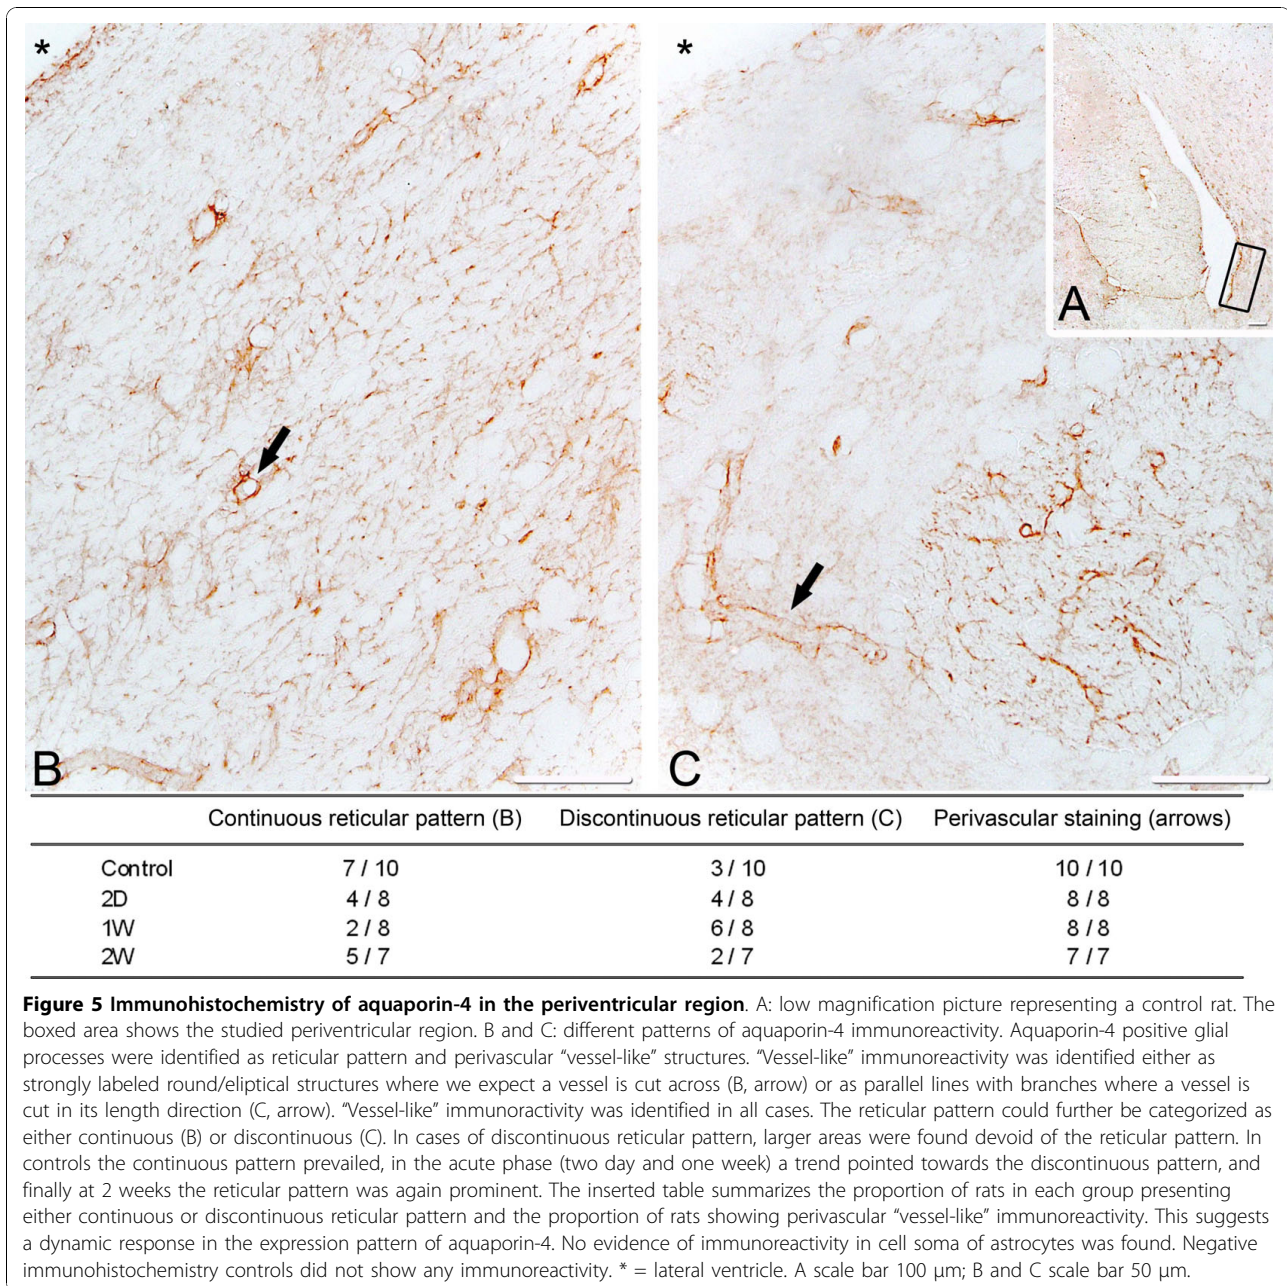 *
*
A
B
C
Continuous reticular pattern (B) Discontinuous reticular pattern (C) Perivascular staining (arrows)
Control 7 / 10 3 / 10 10 / 10
2D 4 / 8 4 / 8 8 / 8
1W 2 / 8 6 / 8 8 / 8
2W 5 / 7 2 / 7 7 / 7
Figure 5 Immunohistochemistry of aquaporin-4 in the periventricular region. A: low magnification picture representing a control rat. The
boxed area shows the studied periventricular region. B and C: different patterns of aquaporin-4 immunoreactivity. Aquaporin-4 positive glial
processes were identified as reticular pattern and perivascular “vessel-like” structures. “Vessel-like” immunoreactivity was identified either as
strongly labeled round/eliptical structures where we expect a vessel is cut across (B, arrow) or as parallel lines with branches where a vessel is
cut in its length direction (C, arrow). “Vessel-like” immunoractivity was identified in all cases. The reticular pattern could further be categorized as
either continuous (B) or discontinuous (C). In cases of discontinuous reticular pattern, larger areas were found devoid of the reticular pattern. In
controls the continuous pattern prevailed, in the acute phase (two day and one week) a trend pointed towards the discontinuous pattern, and
finally at 2 weeks the reticular pattern was again prominent. The inserted table summarizes the proportion of rats in each group presenting
either continuous or discontinuous reticular pattern and the proportion of rats showing perivascular “vessel-like” immunoreactivity. This suggests
a dynamic response in the expression pattern of aquaporin-4. No evidence of immunoreactivity in cell soma of astrocytes was found. Negative
immunohistochemistry controls did not show any immunoreactivity. * = lateral ventricle. A scale bar 100 μm; B and C scale bar 50 μm.